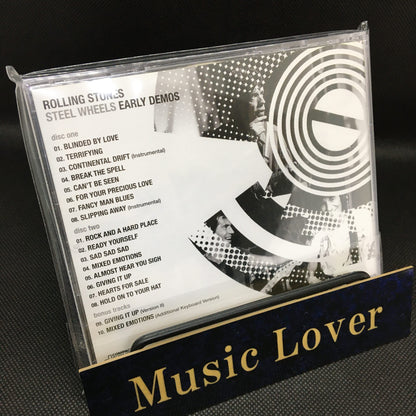 ROLLING STONES
STEEL WHEELS EARLY DEMOS
disc one
01. BLINDED BY LOVE
02. TERRIFYING
03. CONTINENTAL DRIFT (Instrumental)
04. BREAK THE SPELL
05. CAN'T BE SEEN
06. FOR YOUR PRECIOUS LOVE
07. FANCY MAN BLUES
08. SLIPPING AWAY (Instrumental)
disc two
01. ROCK AND A HARD PLACE
02. READY YOURSELF
03. SAD SAD SAD
04. MIXED EMOTIONS
05. ALMOST HEAR YOU SIGH
06. GIVING IT UP
07. HEARTS FOR SALE
08. HOLD ON TO YOUR HAT
bonus tracks
09. GIVING IT UP (Version II)
10. MIXED EMOTIONS (Additional Keyboard Version)
Music Lover